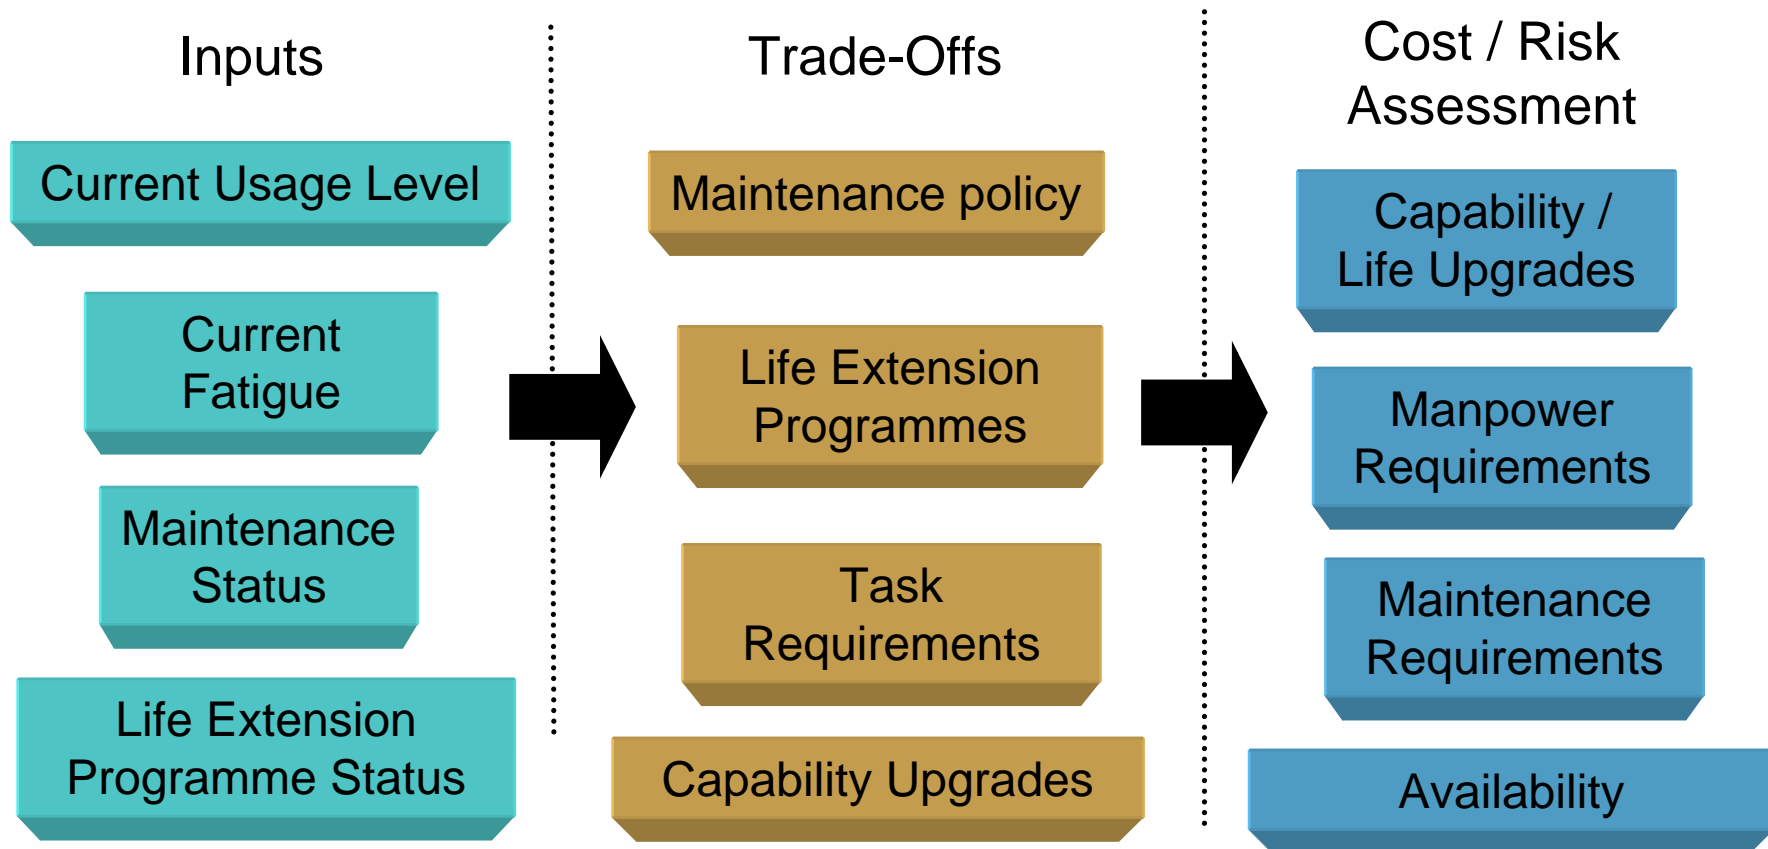 Inputs
Current Usage Level
Current
Fatigue
Maintenance
Status
Life Extension
Programme Status
Trade-Offs
Maintenance policy
Life Extension
Programmes
Task
Requirements
Capability Upgrades
Cost / Risk
Assessment
Capability /
Life Upgrades
Manpower
Requirements
Maintenance
Requirements
Availability